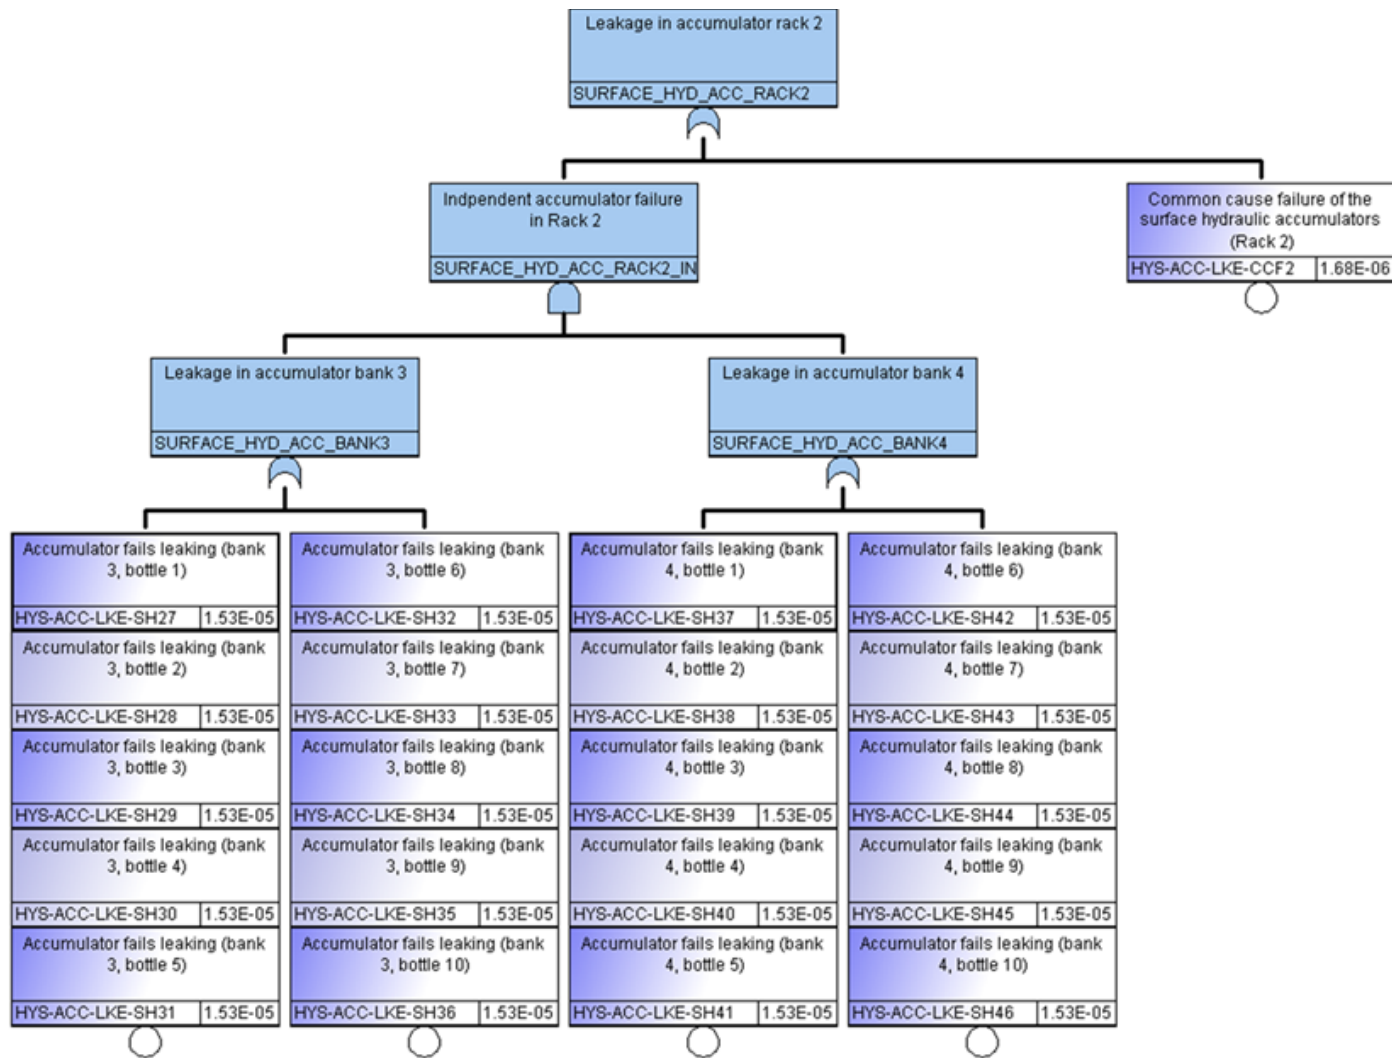 Leakage in accumulator rack 2
SURFACE_HYD_ACC_RACK2
Indpendent accumulator failure
in Rack 2
SURFACE_HYD_ACC_RACK2_IN
Common cause failure of the
surface hydraulic accumulators
(Rack 2)
HYS-ACC-LKE-CCF2 1.68E-06
Leakage in accumulator bank 3
SURFACE_HYD_ACC_BANK3
Leakage in accumulator bank 4
SURFACE_HYD_ACC_BANK4
Accumulator fails leaking (bank
3, bottle 1)
HYS-ACC-LKE-SH27 1.53E-05
Accumulator fails leaking (bank
3, bottle 2)
HYS-ACC-LKE-SH28 1.53E-05
Accumulator fails leaking (bank
3, bottle 3)
HYS-ACC-LKE-SH29 1.53E-05
Accumulator fails leaking (bank
3, bottle 4)
HYS-ACC-LKE-SH30 1.53E-05
Accumulator fails leaking (bank
3, bottle 5)
HYS-ACC-LKE-SH31 1.53E-05
Accumulator fails leaking (bank
3, bottle 6)
HYS-ACC-LKE-SH32 1.53E-05
Accumulator fails leaking (bank
3, bottle 7)
HYS-ACC-LKE-SH33 1.53E-05
Accumulator fails leaking (bank
3, bottle 8)
HYS-ACC-LKE-SH34 1.53E-05
Accumulator fails leaking (bank
3, bottle 9)
HYS-ACC-LKE-SH35 1.53E-05
Accumulator fails leaking (bank
3, bottle 10)
HYS-ACC-LKE-SH36 1.53E-05
Accumulator fails leaking (bank
4, bottle 1)
HYS-ACC-LKE-SH37 1.53E-05
Accumulator fails leaking (bank
4, bottle 2)
HYS-ACC-LKE-SH38 1.53E-05
Accumulator fails leaking (bank
4, bottle 3)
HYS-ACC-LKE-SH39 1.53E-05
Accumulator fails leaking (bank
4, bottle 4)
HYS-ACC-LKE-SH40 1.53E-05
Accumulator fails leaking (bank
4, bottle 5)
HYS-ACC-LKE-SH41 1.53E-05
Accumulator fails leaking (bank
4, bottle 6)
HYS-ACC-LKE-SH42 1.53E-05
Accumulator fails leaking (bank
4, bottle 7)
HYS-ACC-LKE-SH43 1.53E-05
Accumulator fails leaking (bank
4, bottle 8)
HYS-ACC-LKE-SH44 1.53E-05
Accumulator fails leaking (bank
4, bottle 9)
HYS-ACC-LKE-SH45 1.53E-05
Accumulator fails leaking (bank
4, bottle 10)
HYS-ACC-LKE-SH46 1.53E-05